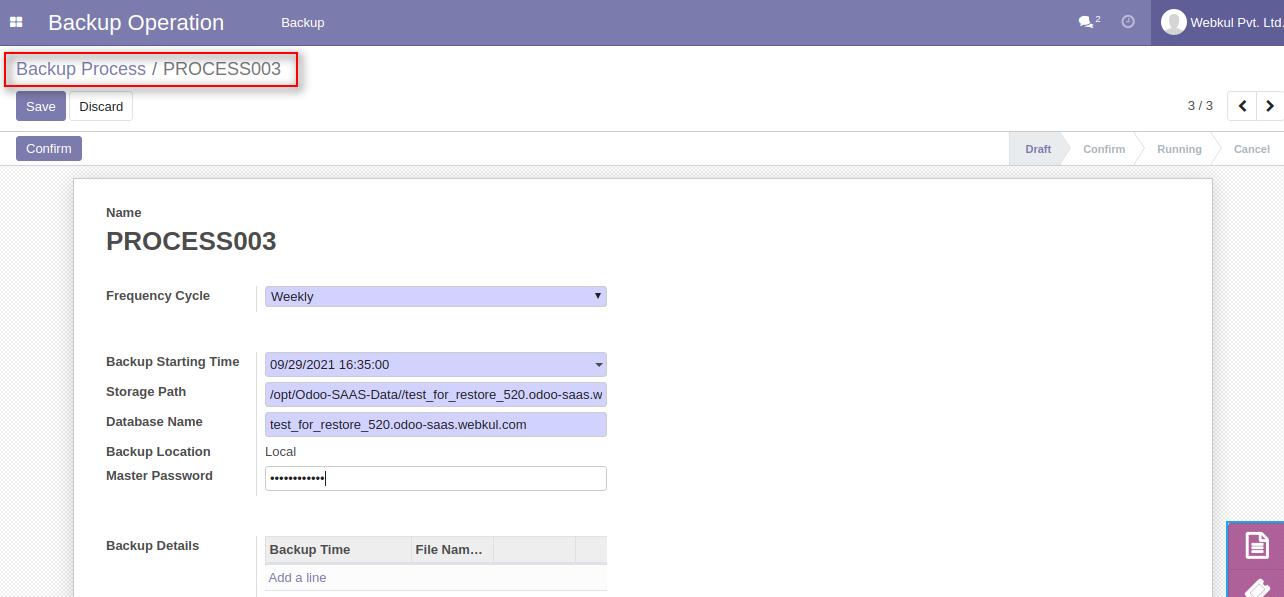 Backup Operation Backup 2 Webkul Pvt. Ltd.
Backup Process / PROCESS003
Save Discard 3 / 3
Confirm Draft Confirm Running Cancel
Name
PROCESS003
Frequency Cycle Weekly
Backup Starting Time 09/29/2021 16:35:00
Storage Path /opt/Odoo-SAAS-Data//test_for_restore_520.odoo-saas.w
Database Name test_for_restore_520.odoo-saas.webkul.com
Backup Location Local
Master Password ••••••••••••
Backup Details Backup Time File Nam...
Add a line